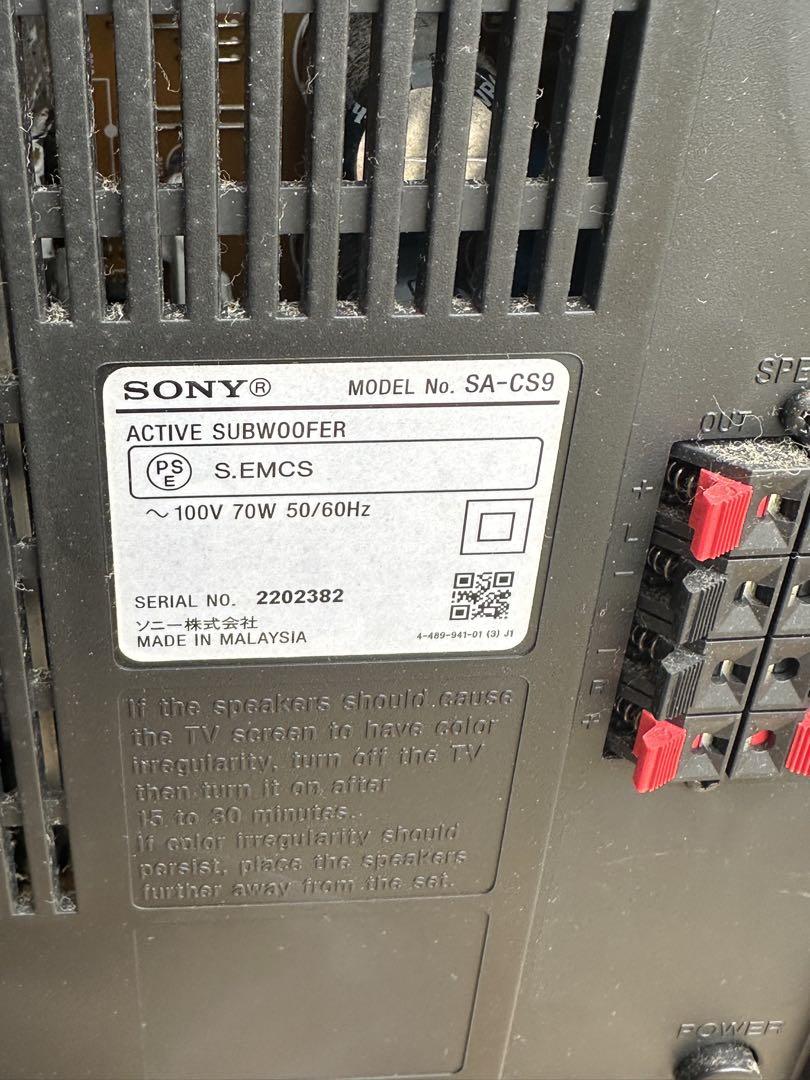 SONY® MODEL No. SA-CS9
ACTIVE SUBWOOFER
PS
E
S.EMCS
～100V 70W 50/60Hz
SERIAL NO. 2202382
ソニー株式会社
MADE IN MALAYSIA
4-489-941-01 (3) J1
If the speakers should cause
the TV screen to have color
irregularity, turn off the TV
then turn it on after
15 to 30 minutes.
If color irregularity should
persist, place the speakers
further away from the set.
OUT
+
L
—
—
R
+
POWER